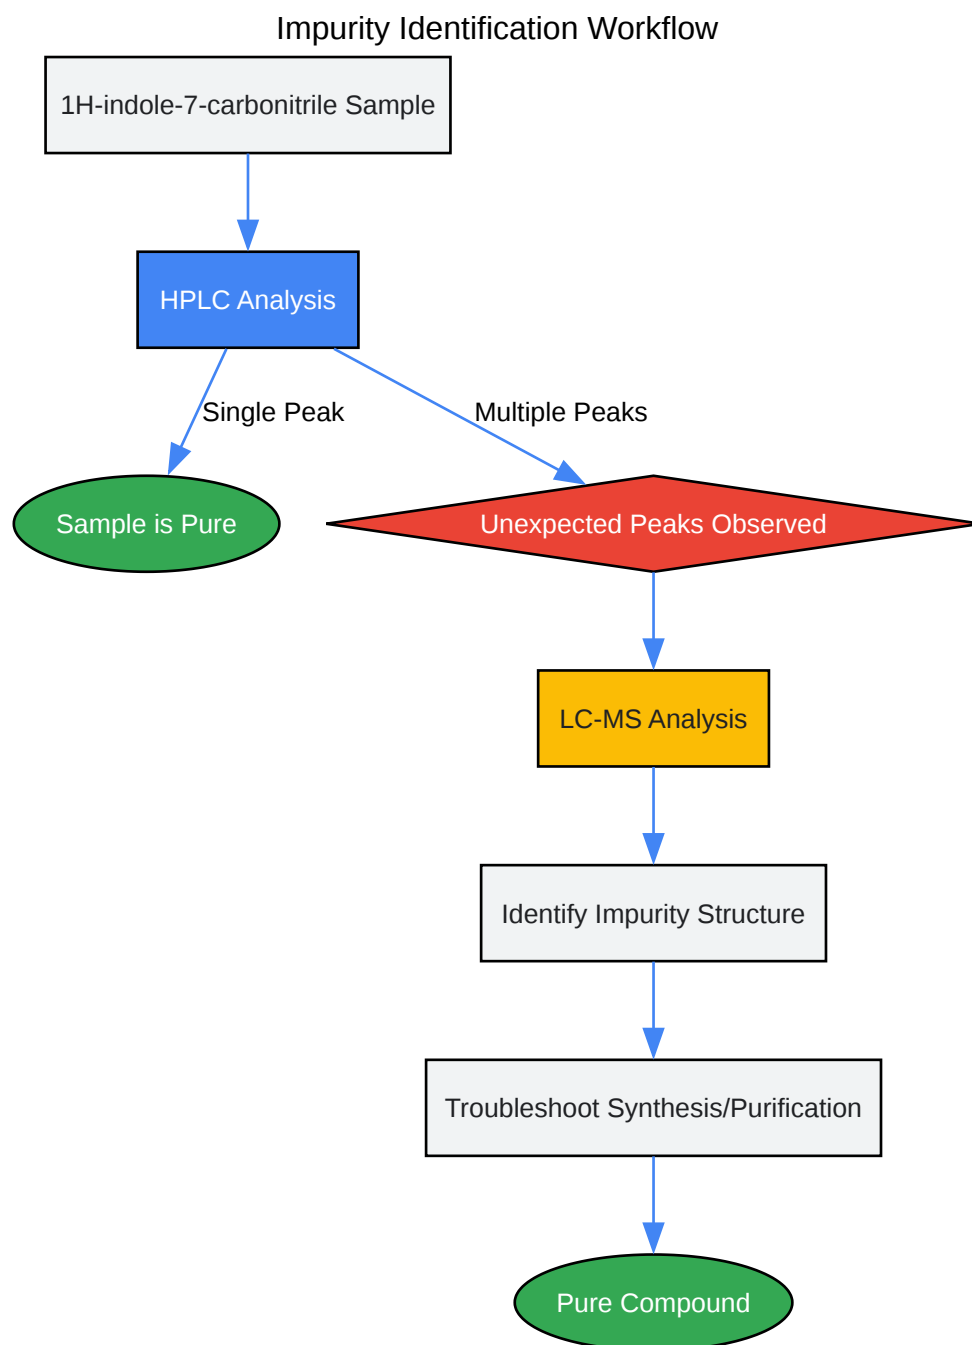 Impurity Identification Workflow
1H-indole-7-carbonitrile Sample
HPLC Analysis
Single Peak
Multiple Peaks
Sample is Pure
Unexpected Peaks Observed
LC-MS Analysis
Identify Impurity Structure
Troubleshoot Synthesis/Purification
Pure Compound